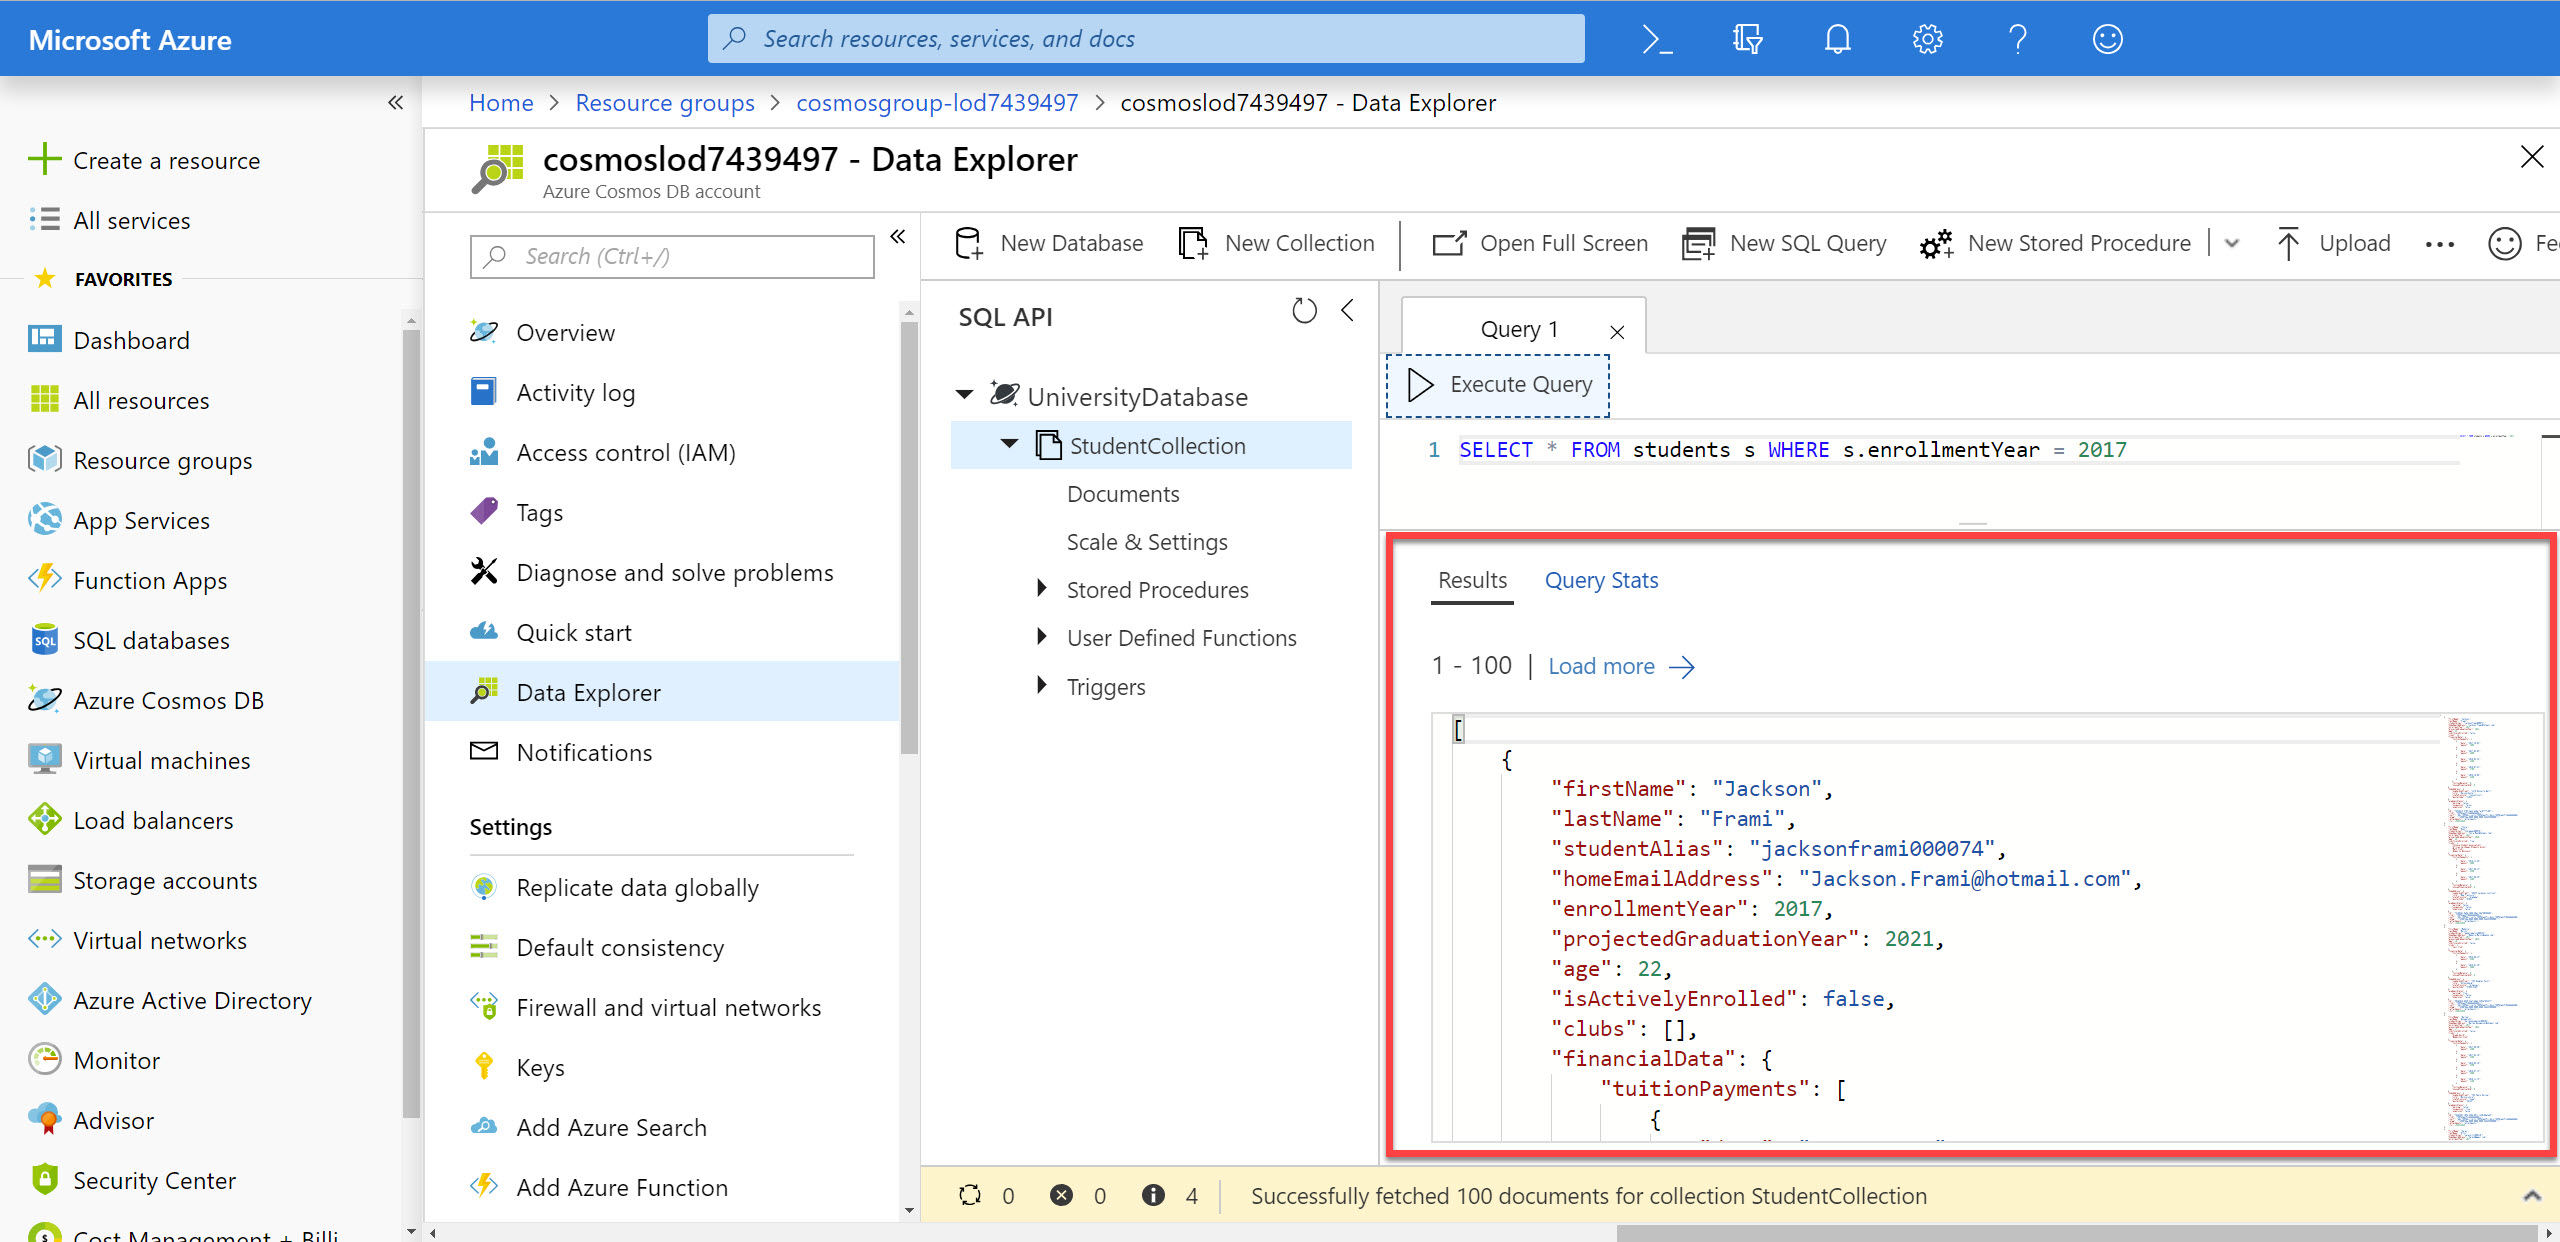 Microsoft Azure
Search resources, services, and docs
Home > Resource groups > cosmosgroup-lod7439497 > cosmoslod7439497 - Data Explorer
Create a resource
All services
FAVORITES
Dashboard
All resources
Resource groups
App Services
Function Apps
SQL databases
Azure Cosmos DB
Virtual machines
Load balancers
Storage accounts
Virtual networks
Azure Active Directory
Monitor
Advisor
Security Center
Cost Management + Billi
cosmoslod7439497 - Data Explorer
Azure Cosmos DB account
Search (Ctrl+/)
Overview
Activity log
Access control (IAM)
Tags
Diagnose and solve problems
Quick start
Data Explorer
Notifications
Settings
Replicate data globally
Default consistency
Firewall and virtual networks
Keys
Add Azure Search
Add Azure Function
New Database New Collection Open Full Screen New SQL Query New Stored Procedure Upload ... Fe
SQL API
UniversityDatabase
StudentCollection
Documents
Scale & Settings
Stored Procedures
User Defined Functions
Triggers
Query 1
Execute Query
1 SELECT * FROM students s WHERE s.enrollmentYear = 2017
Results Query Stats
1 - 100 | Load more
[
{
"firstName": "Jackson",
"lastName": "Frami",
"studentAlias": "jacksonframi000074",
"homeEmailAddress": "Jackson.Frami@hotmail.com",
"enrollmentYear": 2017,
"projectedGraduationYear": 2021,
"age": 22,
"isActivelyEnrolled": false,
"clubs": [],
"financialData": {
"tuitionPayments": [
{
0 0 4 Successfully fetched 100 documents for collection StudentCollection